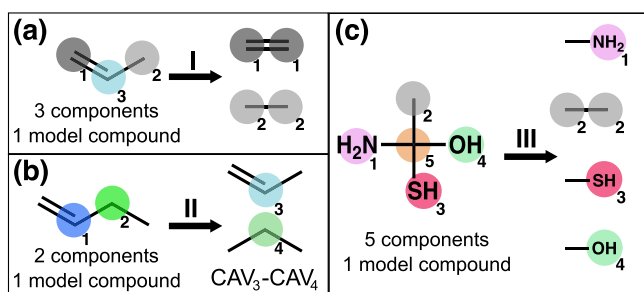 (a)
I
1
2
3
1
1
2
2
3 components
1 model compound
(b)
II
1
2
3
4
2 components
1 model compound
CAV3-CAV4
(c)
H2N
1
2
5
OH
4
SH
3
III
NH2
1
2
2
SH
3
OH
4
5 components
1 model compound